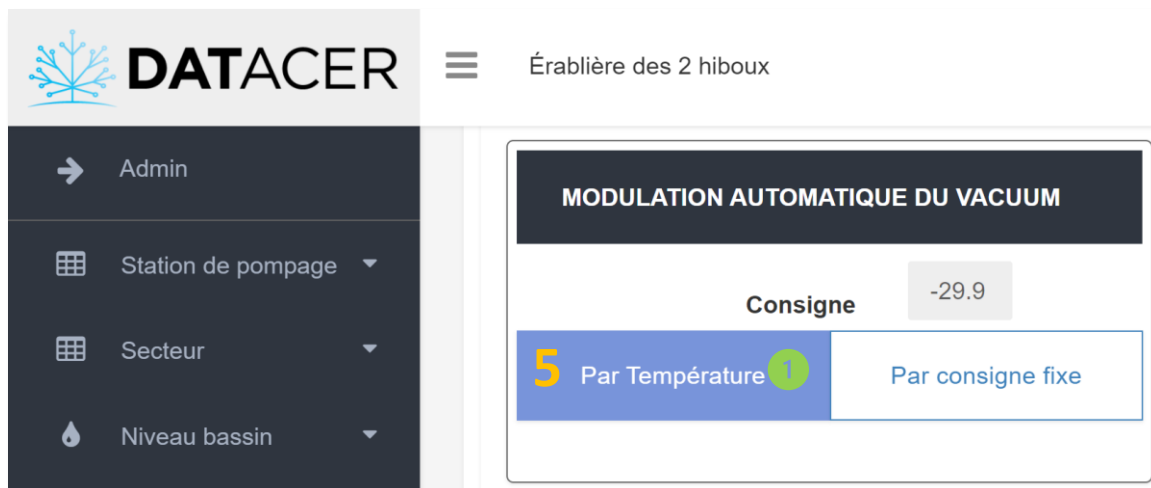 DATACER
Érablière des 2 hiboux
Admin
Station de pompage
Secteur
Niveau bassin
MODULATION AUTOMATIQUE DU VACUUM
Consigne -29.9
5 Par Température 1 Par consigne fixe